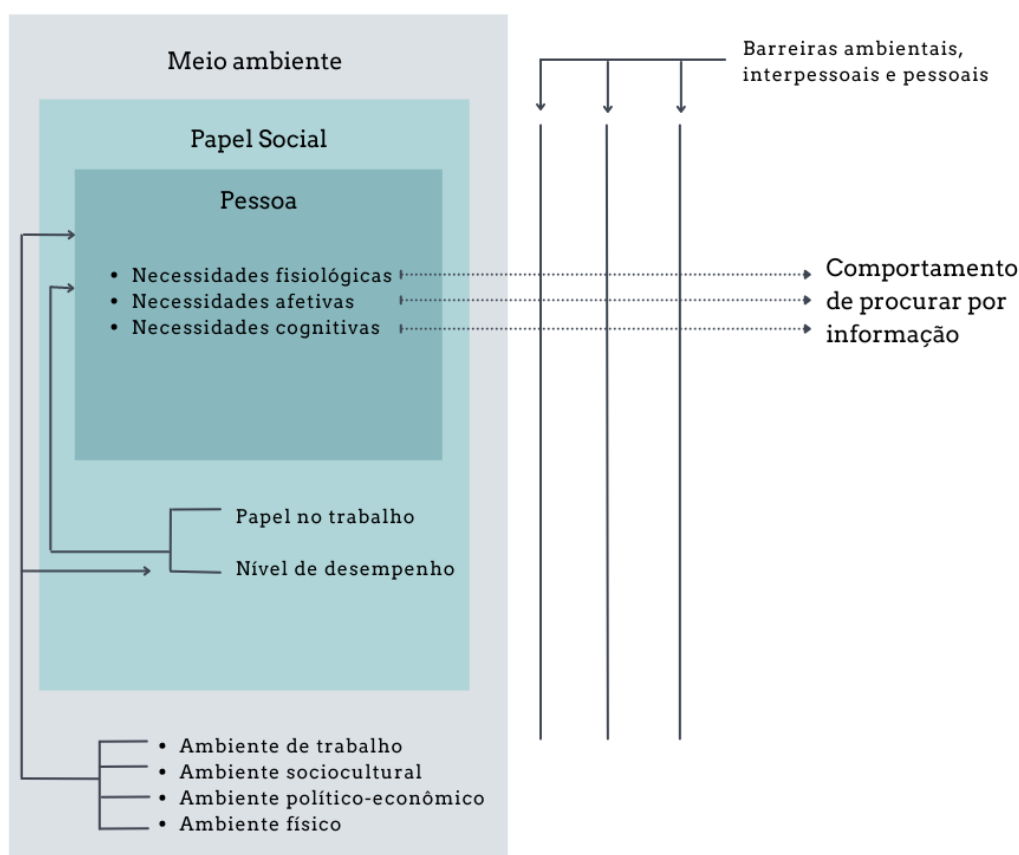 Meio ambiente
Papel Social
Pessoa
• Necessidades fisiológicas
• Necessidades afetivas
• Necessidades cognitivas
Papel no trabalho
Nível de desempenho
• Ambiente de trabalho
• Ambiente sociocultural
• Ambiente político-econômico
• Ambiente físico
Barreiras ambientais,
interpessoais e pessoais
Comportamento
de procurar por
informação